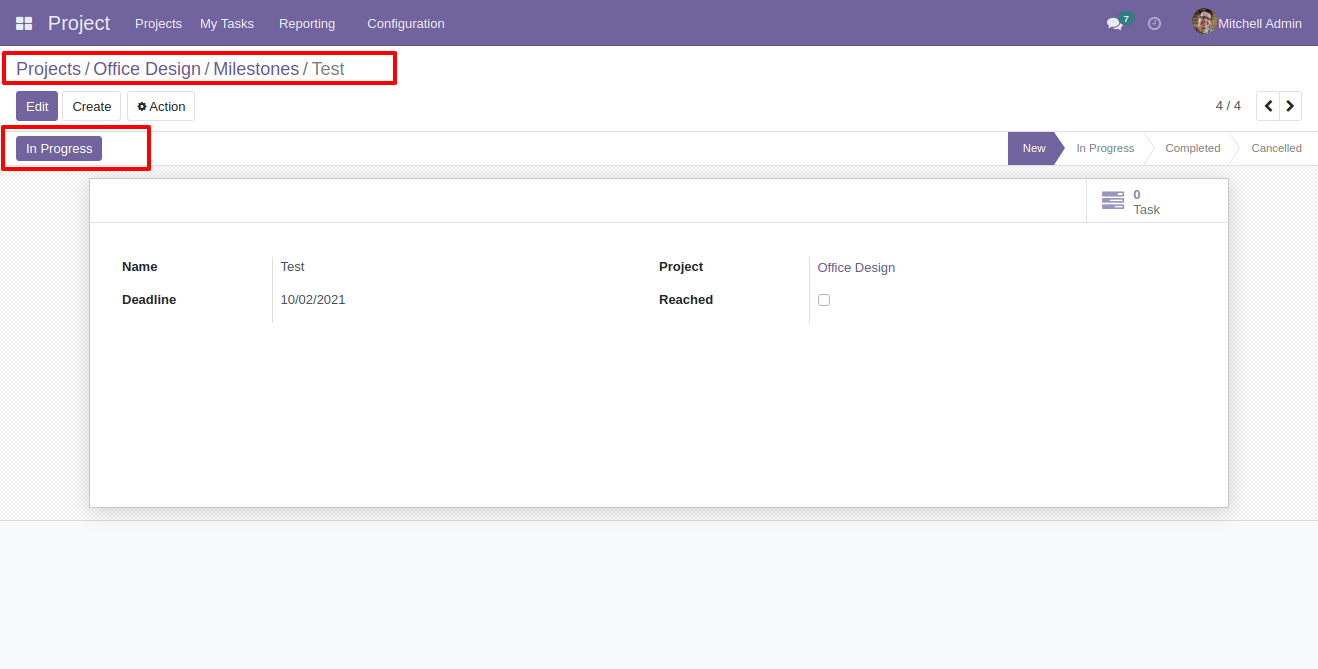 Project Projects My Tasks Reporting Configuration 7 Mitchell Admin
Projects / Office Design / Milestones / Test
Edit Create Action 4 / 4
In Progress New In Progress Completed Cancelled
0
Task
Name Test Project Office Design
Deadline 10/02/2021 Reached